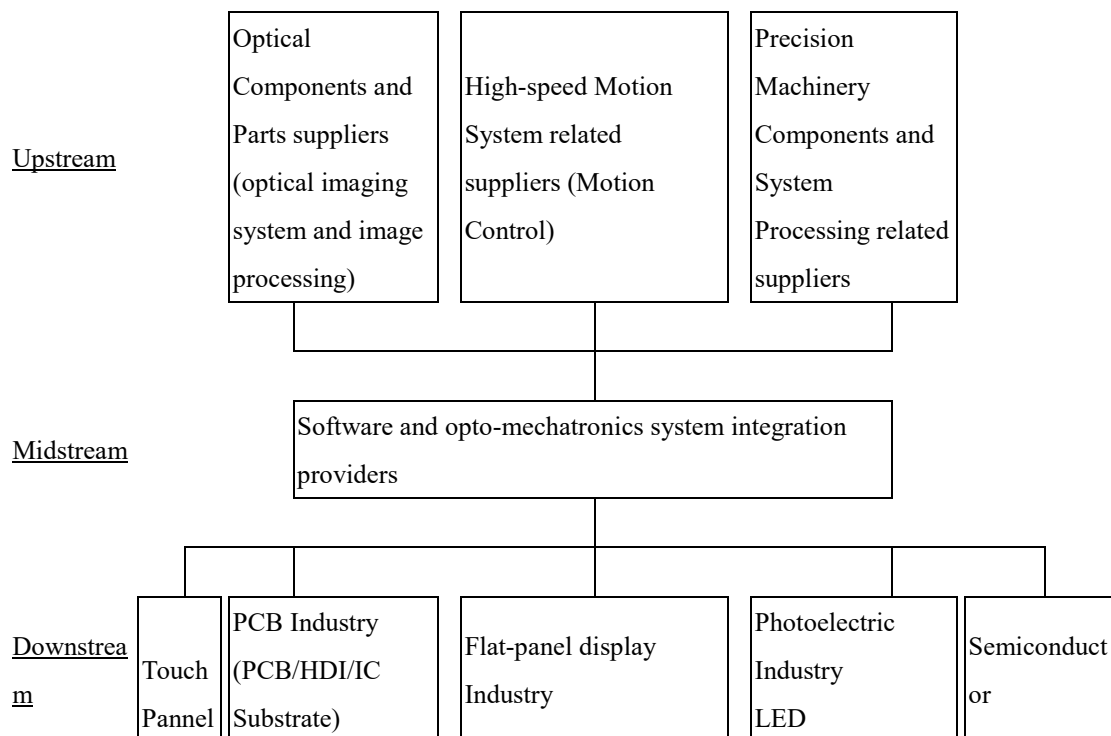 Upstream
Optical
Components and
Parts suppliers
(optical imaging
system and image
processing)
High-speed Motion
System related
suppliers (Motion
Control)
Precision
Machinery
Components and
System
Processing related
suppliers
Midstream
Software and opto-mechatronics system integration
providers
Downstrea
m
Touch
Pannel
PCB Industry
(PCB/HDI/IC
Substrate)
Flat-panel display
Industry
Photoelectric
Industry
LED
Semiconduct
or